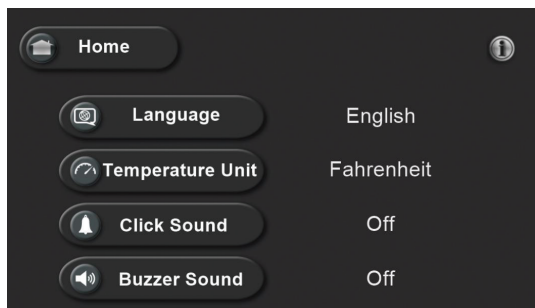 Home
Language English
Temperature Unit Fahrenheit
Click Sound Off
Buzzer Sound Off